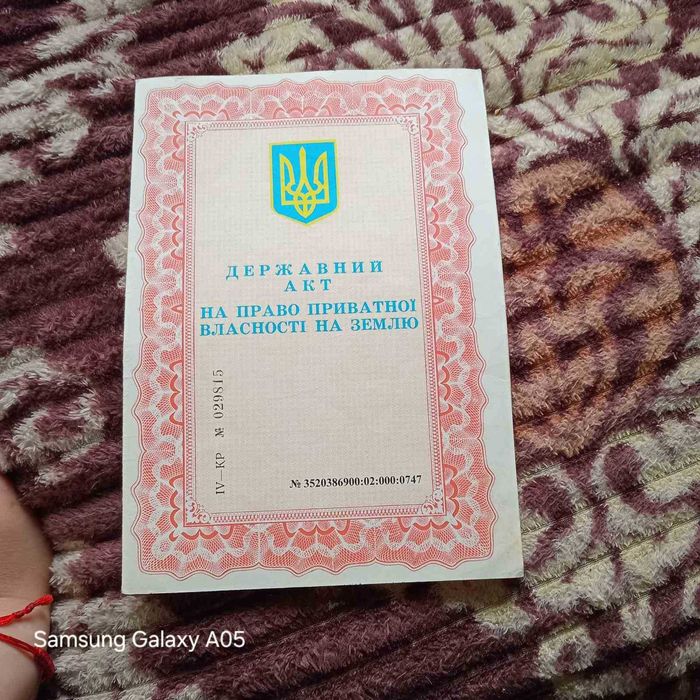 ДЕРЖАВНИЙ
АКТ
НА ПРАВО ПРИВАТНОЇ
ВЛАСНОСТІ НА ЗЕМЛЮ
IV—КР № 029815
№ 3520386900:02:000:0747
Samsung Galaxy A05